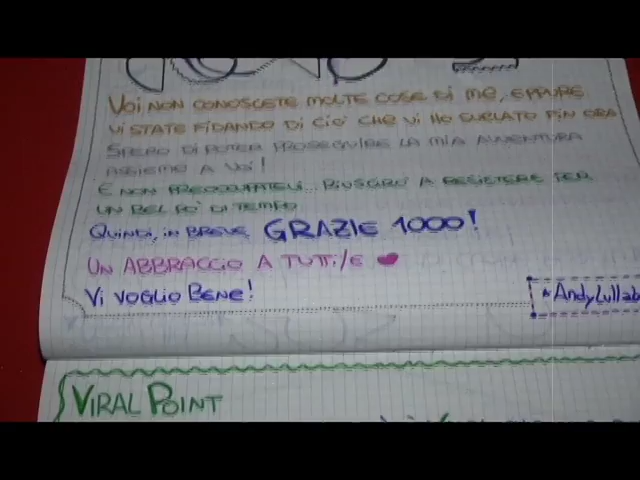 Voi non conoscete molte cose di me, eppure
vi state fidando di ciò che vi ho svelato fin ora
Spero di poter proseguire la mia avventura
assieme a voi!
E non preoccupatevi... riuscirò a resistere per
un bel pò di tempo
Quindi, in breve GRAZIE 1000!
Un abbraccio a tutti/e
Vi voglio bene!
*AndyLullab
Viral Point